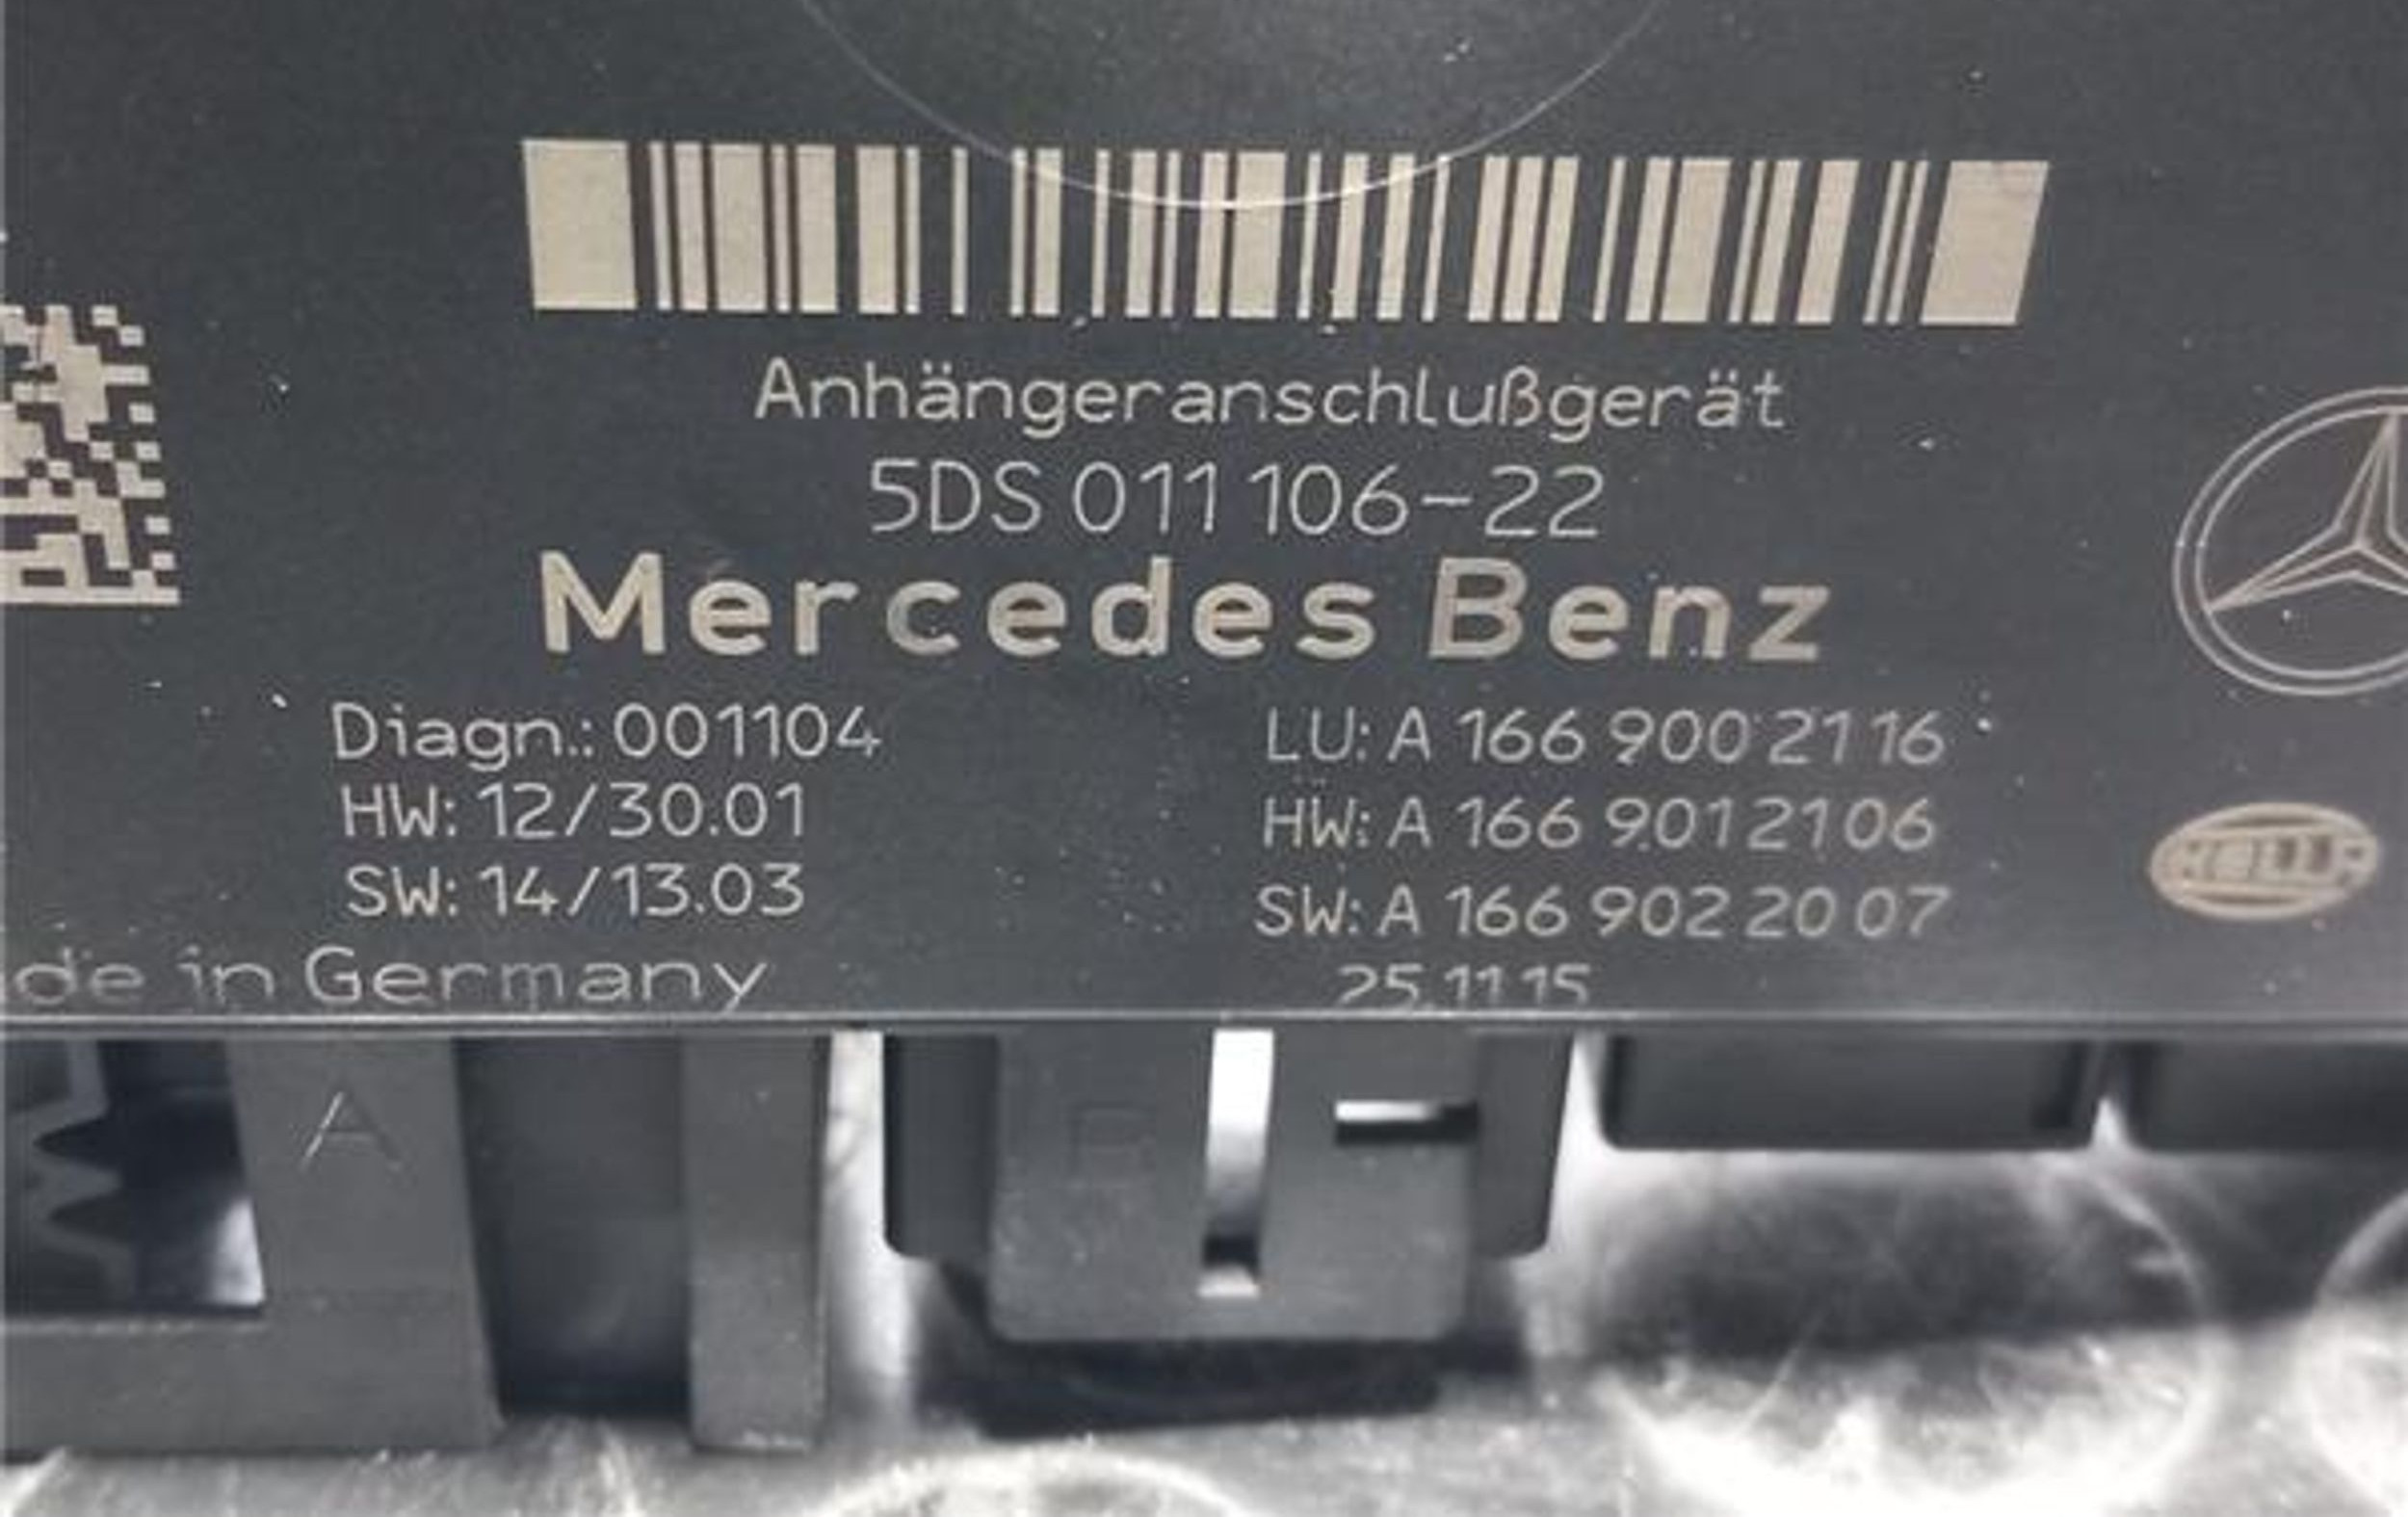 Anhängeranschlußgerät
5DS 011 106-22
Mercedes Benz
Diagn.: 001104
HW: 12/30.01
SW: 14/13.03
de in Germany
LU: A 166 900 21 16
HW: A 166 901 21 06
SW: A 166 902 20 07
25.11.15
HELLA
A